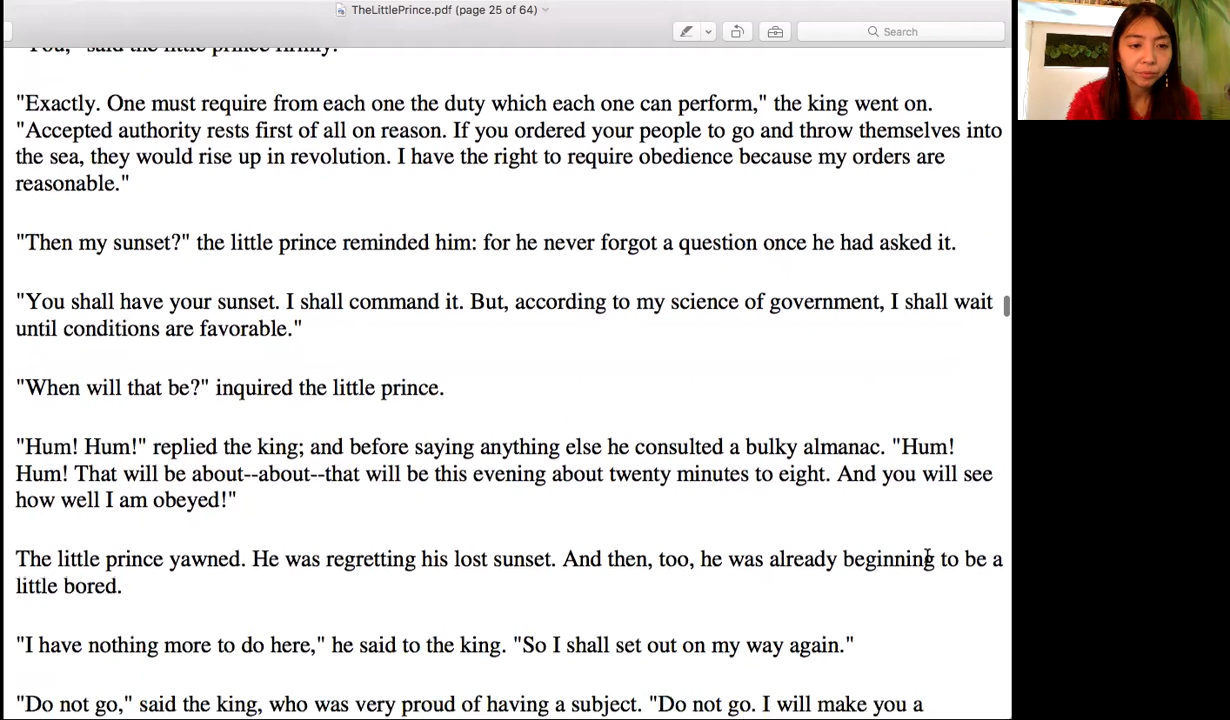 TheLittlePrince.pdf (page 25 of 64)
Search
"You," said the little prince firmly.
"Exactly. One must require from each one the duty which each one can perform," the king went on.
"Accepted authority rests first of all on reason. If you ordered your people to go and throw themselves into
the sea, they would rise up in revolution. I have the right to require obedience because my orders are
reasonable."
"Then my sunset?" the little prince reminded him: for he never forgot a question once he had asked it.
"You shall have your sunset. I shall command it. But, according to my science of government, I shall wait
until conditions are favorable."
"When will that be?" inquired the little prince.
"Hum! Hum!" replied the king; and before saying anything else he consulted a bulky almanac. "Hum!
Hum! That will be about--about--that will be this evening about twenty minutes to eight. And you will see
how well I am obeyed!"
The little prince yawned. He was regretting his lost sunset. And then, too, he was already beginning to be a
little bored.
"I have nothing more to do here," he said to the king. "So I shall set out on my way again."
"Do not go," said the king, who was very proud of having a subject. "Do not go. I will make you a